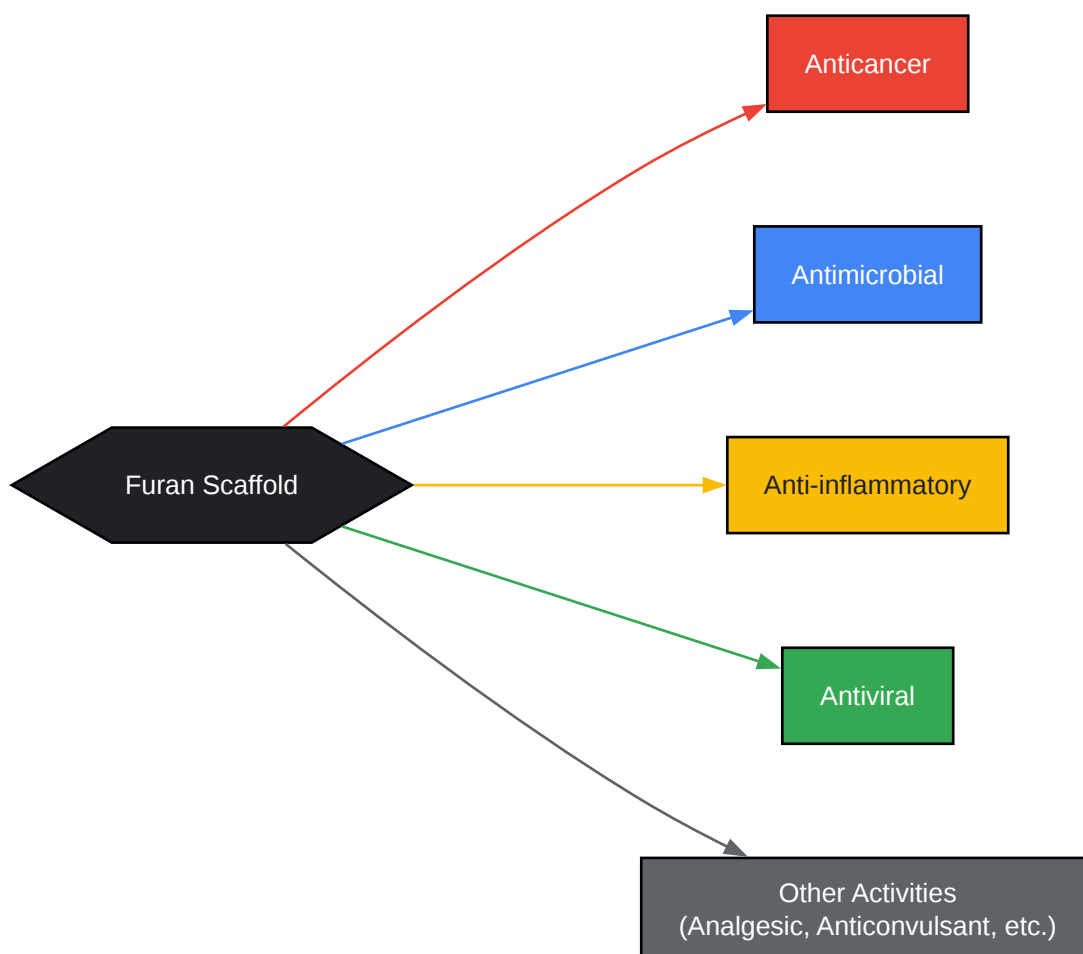 Anticancer
Antimicrobial
Furan Scaffold
Anti-inflammatory
Antiviral
Other Activities
(Analgesic, Anticonvulsant, etc.)